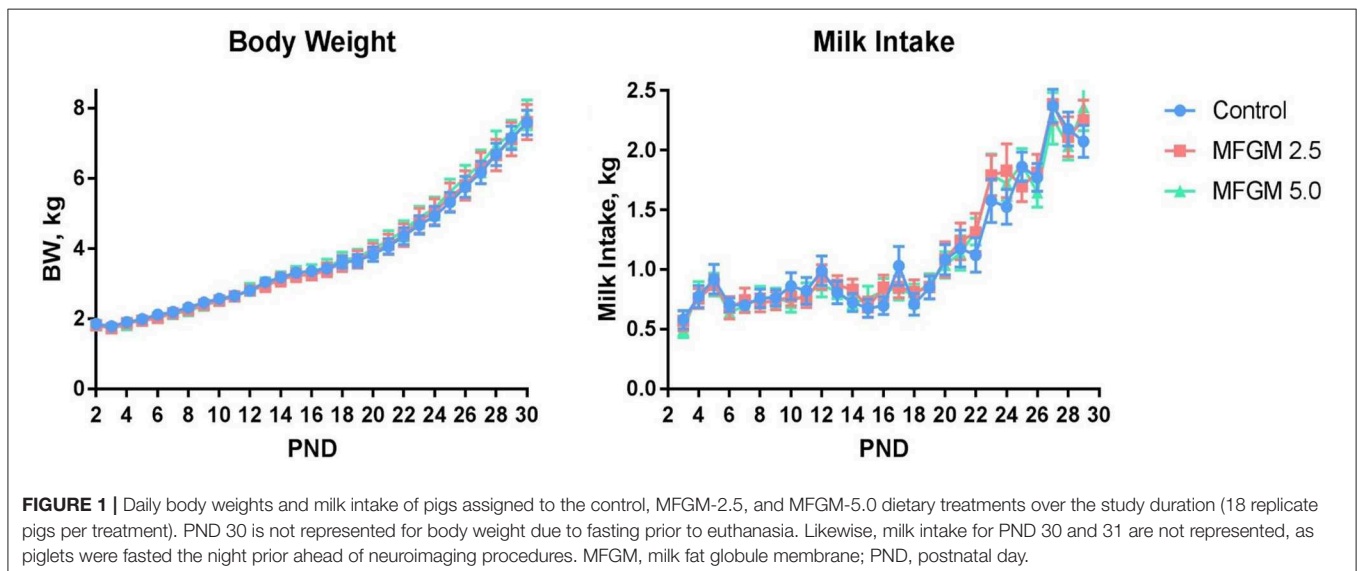 Body Weight
8
6
4
2
0
BW, kg
2 4 6 8 10 12 14 16 18 20 22 24 26 28 30
PND
Milk Intake
2.5
2.0
1.5
1.0
0.5
0.0
Milk Intake, kg
2 4 6 8 10 12 14 16 18 20 22 24 26 28 30
PND
Control
MFGM 2.5
MFGM 5.0
FIGURE 1 | Daily body weights and milk intake of pigs assigned to the control, MFGM-2.5, and MFGM-5.0 dietary treatments over the study duration (18 replicate
pigs per treatment). PND 30 is not represented for body weight due to fasting prior to euthanasia. Likewise, milk intake for PND 30 and 31 are not represented, as
piglets were fasted the night prior ahead of neuroimaging procedures. MFGM, milk fat globule membrane; PND, postnatal day.